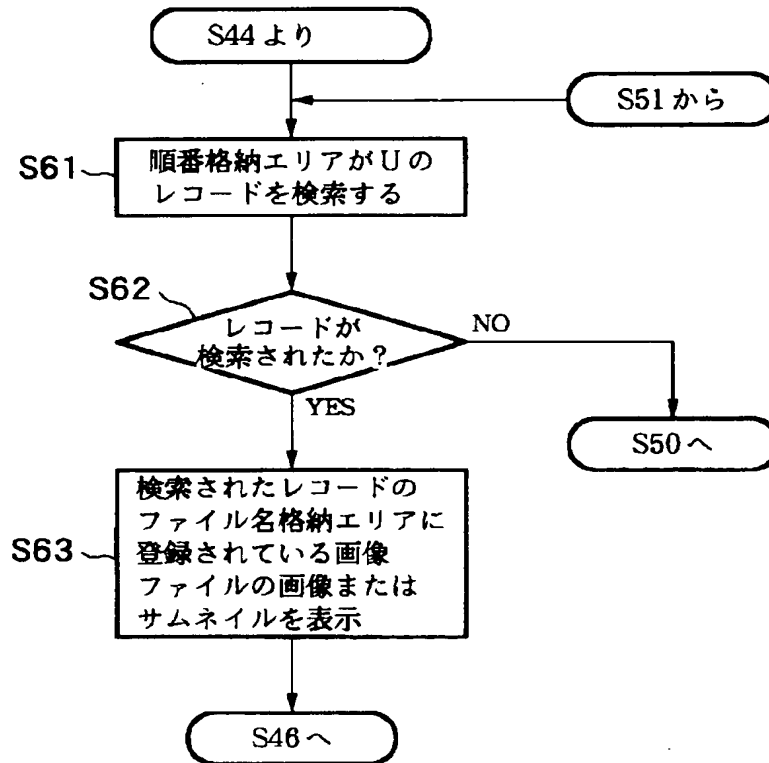 S44より
S51から
S61
順番格納エリアがUの
レコードを検索する
S62
レコードが
検索されたか？
NO
YES
S50へ
S63
検索されたレコードの
ファイル名格納エリアに
登録されている画像
ファイルの画像または
サムネイルを表示
S46へ